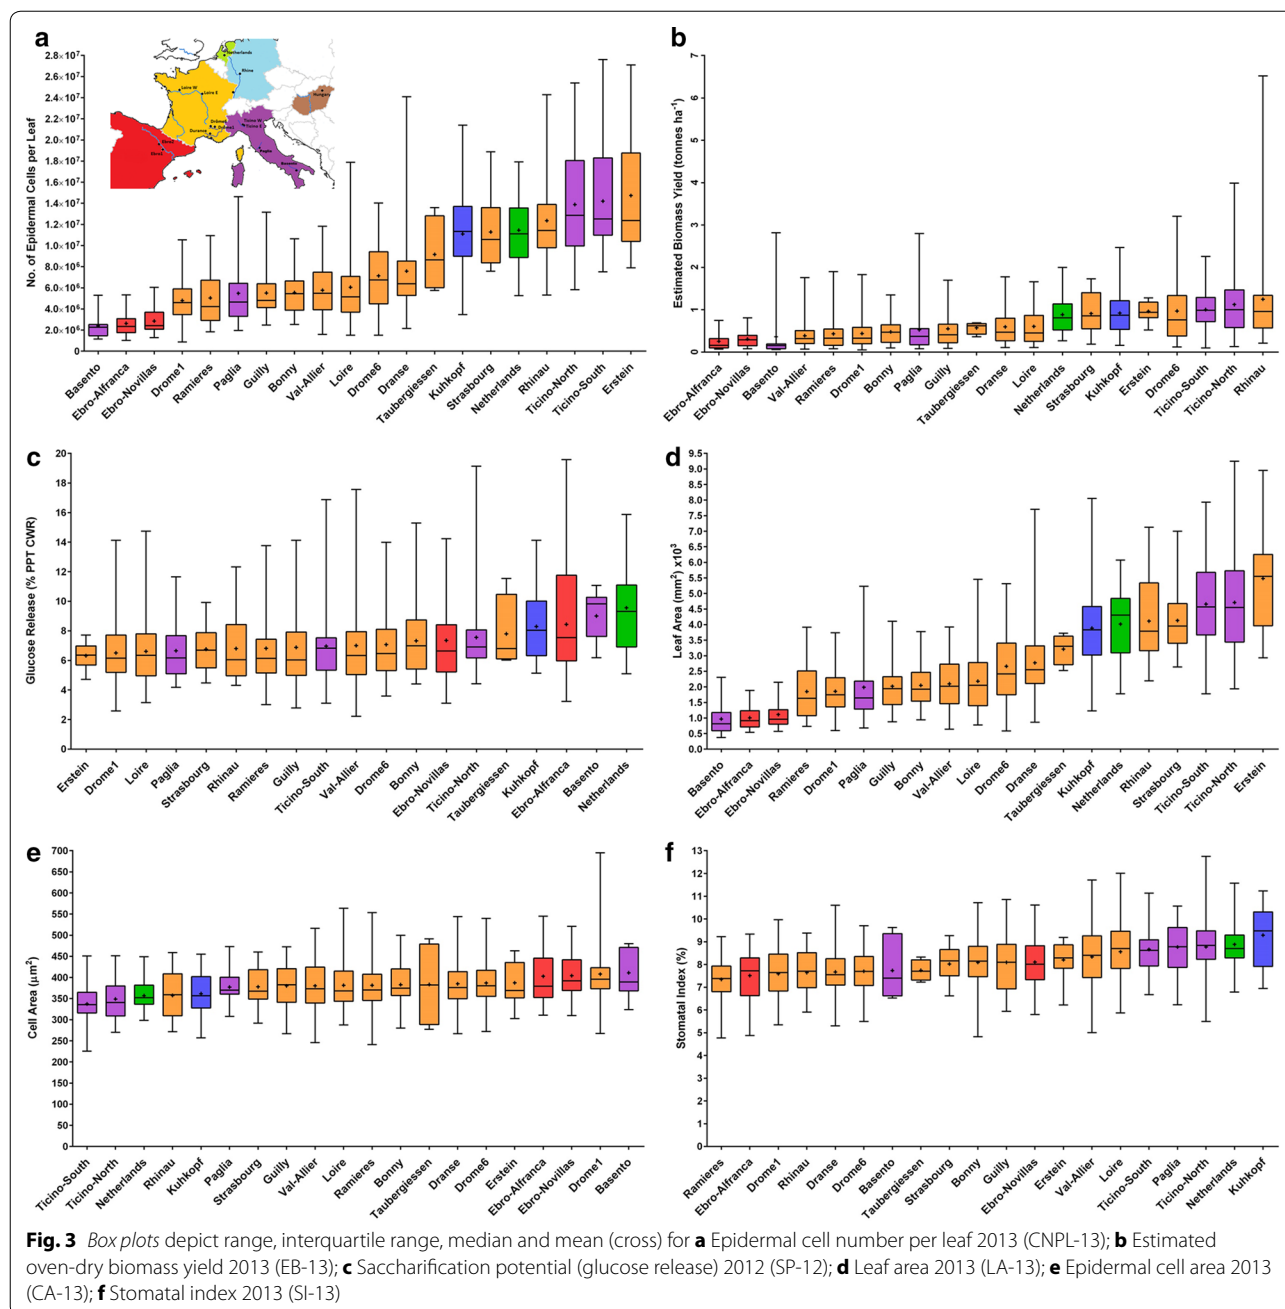 a
2.8×10⁷
2.6×10⁷
2.4×10⁷
2.2×10⁷
2.0×10⁷
1.8×10⁷
1.6×10⁷
1.4×10⁷
1.2×10⁷
1.0×10⁷
8.0×10⁶
6.0×10⁶
4.0×10⁶
2.0×10⁶
0
No. of Epidermal Cells per Leaf
Netherlands
Rhine
Loire W
Loire E
Hungary
Durance
Ticino W
Ticino E
Paglia
Basento
Basento
Ebro-Alfranca
Ebro-Novillas
Drome1
Ramieres
Paglia
Guilly
Bonny
Val-Allier
Loire
Drome6
Dranse
Taubergiessen
Kuhkopf
Strasbourg
Netherlands
Rhinau
Ticino-North
Ticino-South
Erstein
b
7
6
5
4
3
2
1
0
Estimated Biomass Yield (tonnes ha⁻¹)
Ebro-Alfranca
Ebro-Novillas
Basento
Val-Allier
Ramieres
Drome1
Bonny
Paglia
Guilly
Taubergiessen
Dranse
Loire
Netherlands
Strasbourg
Kuhkopf
Erstein
Drome6
Ticino-South
Ticino-North
Rhinau
c
20
18
16
14
12
10
8
6
4
2
0
Glucose Release (% PPT CWR)
Erstein
Drome1
Loire
Paglia
Strasbourg
Rhinau
Ramieres
Guilly
Ticino-South
Val-Allier
Drome6
Bonny
Ebro-Novillas
Ticino-North
Taubergiessen
Kuhkopf
Ebro-Alfranca
Basento
Netherlands
d
9.5
9.0
8.5
8.0
7.5
7.0
6.5
6.0
5.5
5.0
4.5
4.0
3.5
3.0
2.5
2.0
1.5
1.0
0.5
0.0
Leaf Area (mm²) x10³
Basento
Ebro-Alfranca
Ebro-Novillas
Ramieres
Drome1
Paglia
Guilly
Bonny
Val-Allier
Loire
Drome6
Dranse
Taubergiessen
Kuhkopf
Netherlands
Rhinau
Strasbourg
Ticino-South
Ticino-North
Erstein
e
700
650
600
550
500
450
400
350
300
250
200
150
100
50
0
Cell Area (µm²)
Ticino-South
Ticino-North
Netherlands
Rhinau
Kuhkopf
Paglia
Strasbourg
Guilly
Val-Allier
Loire
Ramieres
Bonny
Taubergiessen
Danse
Drome6
Erstein
Ebro-Alfranca
Ebro-Novillas
Drome1
Basento
f
13
12
11
10
9
8
7
6
5
4
3
2
1
0
Stomatal Index (%)
Ramieres
Ebro-Alfranca
Drome1
Rhinau
Dranse
Drome6
Basento
Taubergiessen
Strasbourg
Bonny
Guilly
Ebro-Novillas
Erstein
Val-Allier
Loire
Ticino-South
Paglia
Ticino-North
Netherlands
Kuhkopf
Fig. 3 Box plots depict range, interquartile range, median and mean (cross) for a Epidermal cell number per leaf 2013 (CNPL-13); b Estimated
oven-dry biomass yield 2013 (EB-13); c Saccharification potential (glucose release) 2012 (SP-12); d Leaf area 2013 (LA-13); e Epidermal cell area 2013
(CA-13); f Stomatal index 2013 (SI-13)